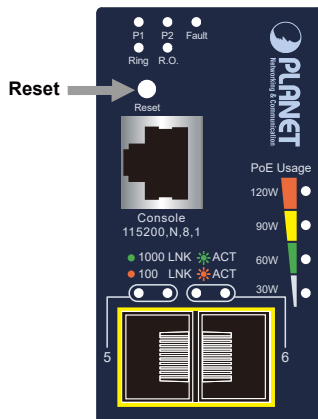 P1 P2 Fault
Ring R.O.
Reset
Reset
PLANET
Networking & Communication
Console
115200,N,8,1
PoE Usage
120W
90W
60W
30W
1000 LNK ACT
100 LNK ACT
5 6